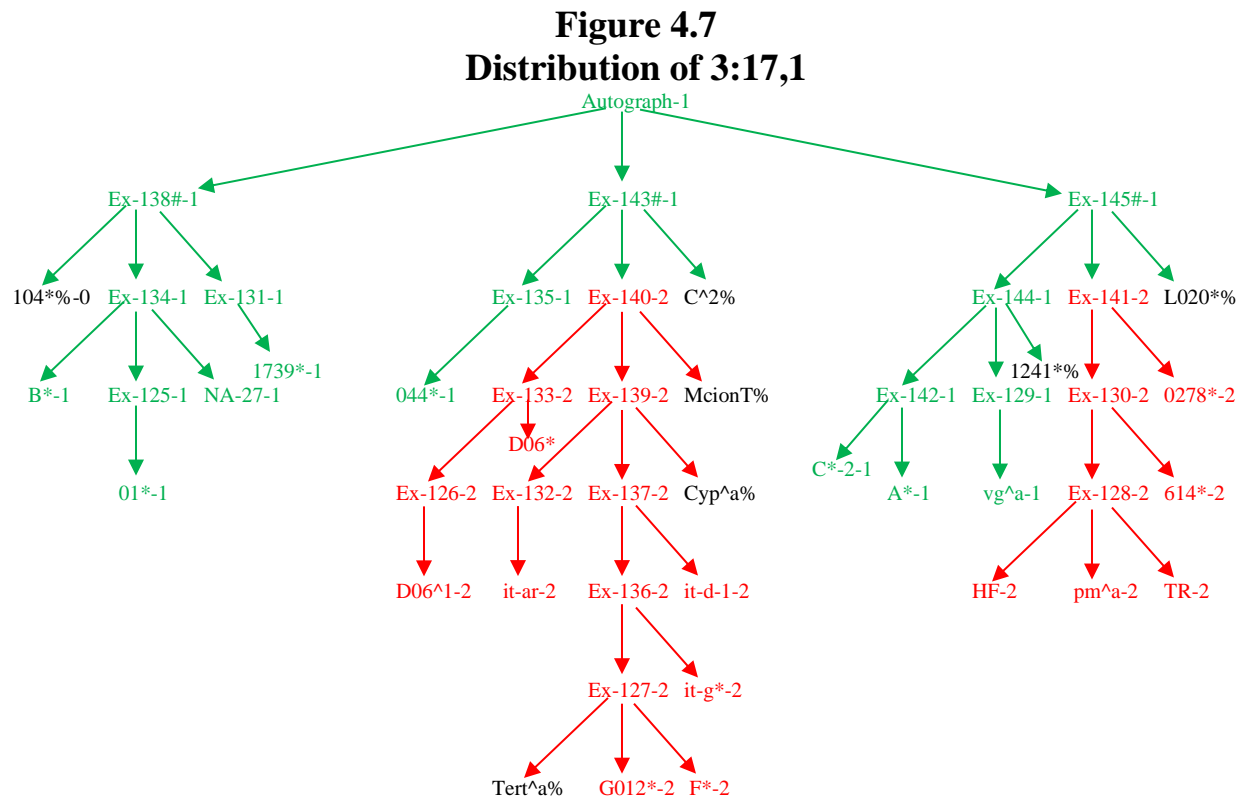 Figure 4.7
Distribution of 3:17,1
Autograph-1
Ex-138#-1 Ex-143#-1 Ex-145#-1
104*%-0 Ex-134-1 Ex-131-1 Ex-135-1 Ex-140-2 C^2% Ex-144-1 Ex-141-2 L020*%
1739*-1 1241*%
B*-1 Ex-125-1 NA-27-1 044*-1 Ex-133-2 Ex-139-2 McionT% Ex-142-1 Ex-129-1 Ex-130-2 0278*-2
D06*
C*-2-1
01*-1 Ex-126-2 Ex-132-2 Ex-137-2 Cyp^a% A*-1 vg^a-1 Ex-128-2 614*-2
D06^1-2 it-ar-2 Ex-136-2 it-d-1-2 HF-2 pm^a-2 TR-2
Ex-127-2 it-g*-2
Tert^a% G012*-2 F*-2